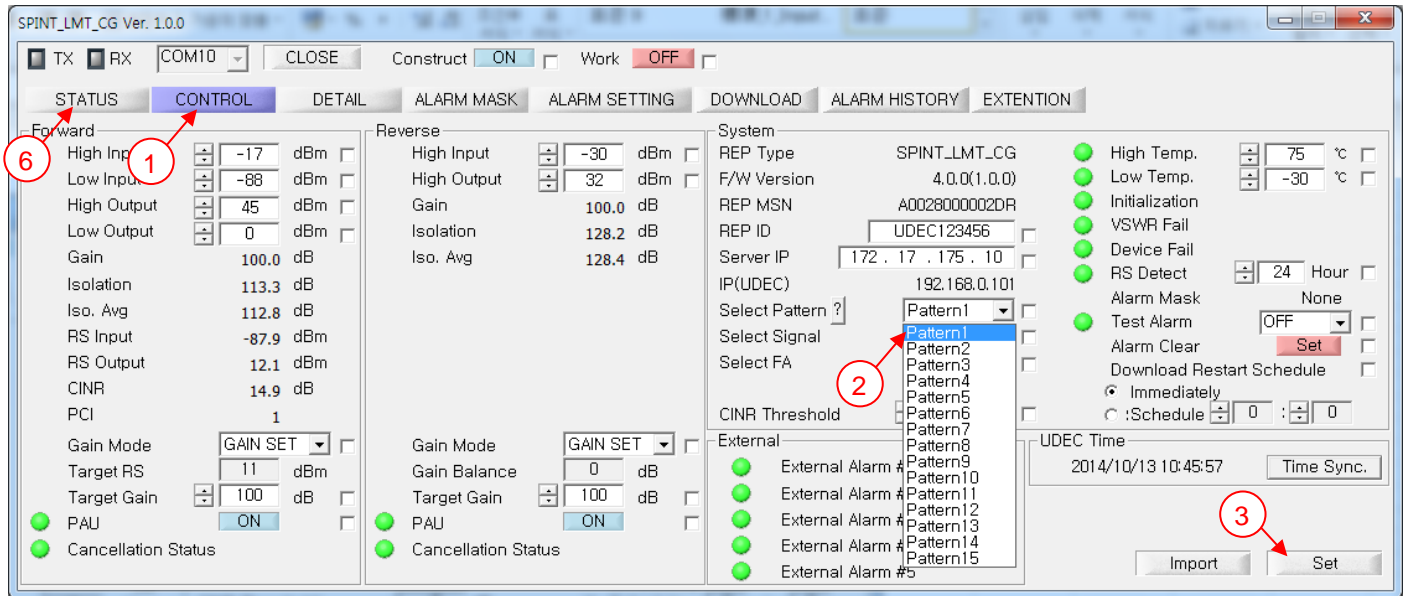 SPINT_LMT_CG Ver. 1.0.0
TX RX COM10 CLOSE Construct ON Work OFF
STATUS CONTROL DETAIL ALARM MASK ALARM SETTING DOWNLOAD ALARM HISTORY EXTENTION
6
1
Forward
High Inp -17 dBm
Low Input -88 dBm
High Output 45 dBm
Low Output 0 dBm
Gain 100.0 dB
Isolation 113.3 dB
Iso. Avg 112.8 dB
RS Input -87.9 dBm
RS Output 12.1 dBm
CINR 14.9 dB
PCI 1
Gain Mode GAIN SET
Target RS 11 dBm
Target Gain 100 dB
PAU ON
Cancellation Status
Reverse
High Input -30 dBm
High Output 32 dBm
Gain 100.0 dB
Isolation 128.2 dB
Iso. Avg 128.4 dB
Gain Mode GAIN SET
Gain Balance 0 dB
Target Gain 100 dB
PAU ON
Cancellation Status
System
REP Type SPINT_LMT_CG
F/W Version 4.0.0(1.0.0)
REP MSN A0028000002DR
REP ID UDEC123456
Server IP 172 . 17 . 175 . 10
IP(UDEC) 192.168.0.101
Select Pattern ? Pattern1
Select Signal
Select FA
CINR Threshold
2
Pattern1
Pattern2
Pattern3
Pattern4
Pattern5
Pattern6
Pattern7
Pattern8
Pattern9
Pattern10
Pattern11
Pattern12
Pattern13
Pattern14
Pattern15
High Temp. 75 ℃
Low Temp. -30 ℃
Initialization
VSWR Fail
Device Fail
RS Detect 24 Hour
Alarm Mask None
Test Alarm OFF
Alarm Clear Set
Download Restart Schedule
Immediately
:Schedule 0 : 0
External
External Alarm #
External Alarm #
External Alarm #
External Alarm #
External Alarm #5
UDEC Time
2014/10/13 10:45:57 Time Sync.
3
Import Set